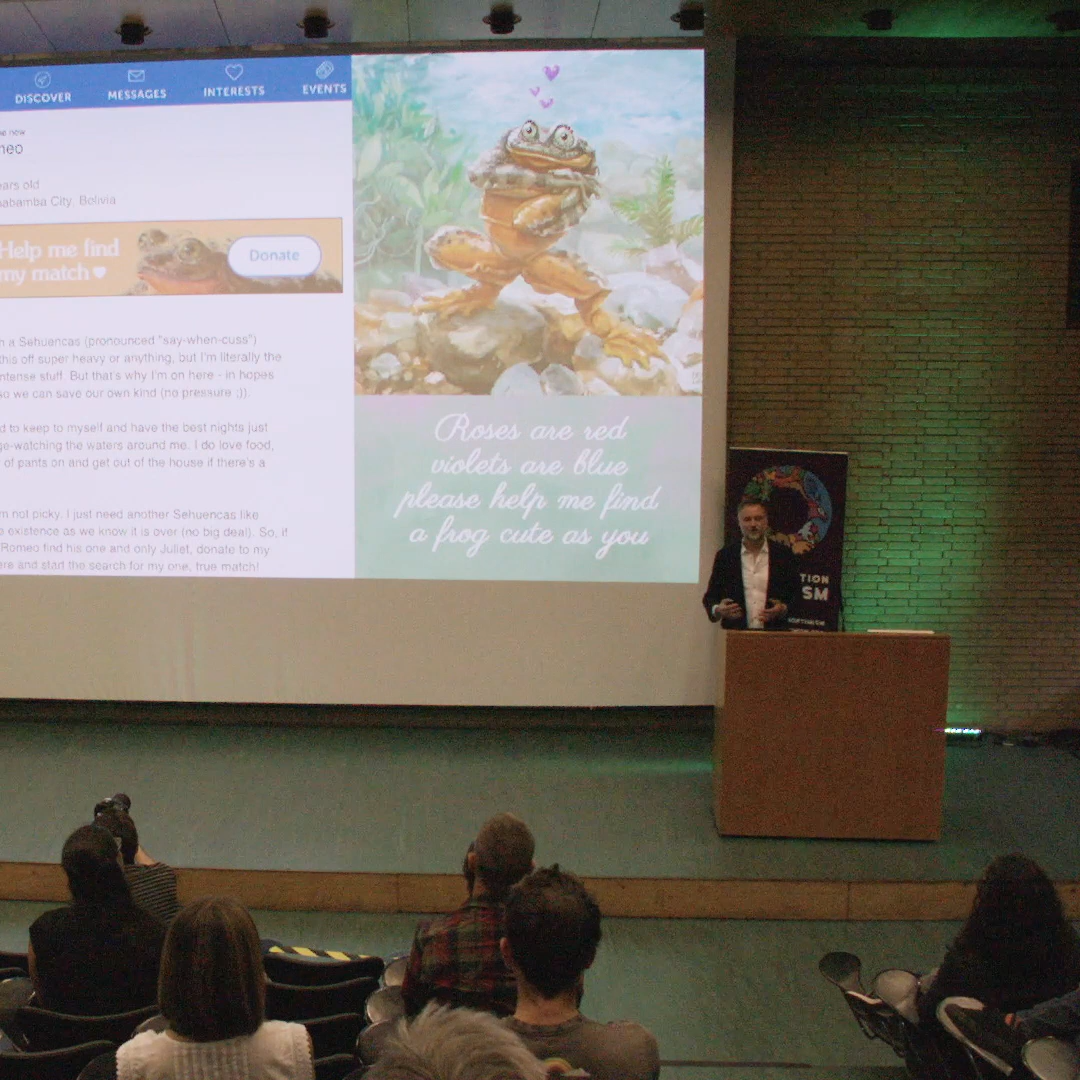 DISCOVER MESSAGES INTERESTS EVENTS
ars old
abamba City, Bolivia
Help me find
my match
Donate
a Sehuencas (pronounced "say-when-cuss")
this off super heavy or anything, but I'm literally the
ntense stuff. But that's why I'm on here - in hopes
so we can save our own kind (no pressure ;)).
d to keep to myself and have the best nights just
ge-watching the waters around me. I do love food,
of pants on and get out of the house if there's a
m not picky. I just need another Sehuencas like
existence as we know it is over (no big deal). So, if
Romeo find his one and only Juliet, donate to my
ere and start the search for my one, true match!
Roses are red
violets are blue
please help me find
a frog cute as you
TION
SM